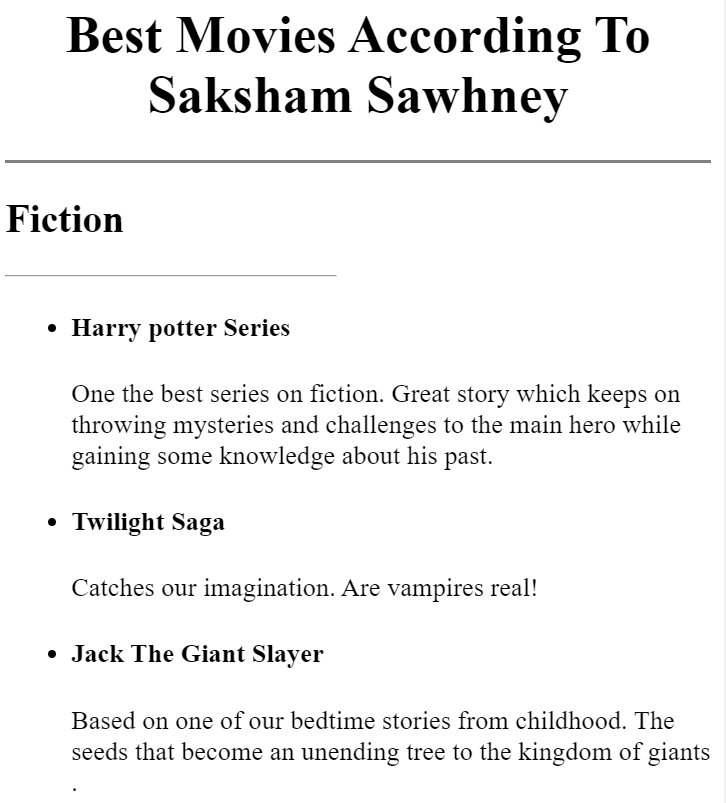 Best Movies According To
Saksham Sawhney
Fiction
• Harry potter Series
One the best series on fiction. Great story which keeps on
throwing mysteries and challenges to the main hero while
gaining some knowledge about his past.
• Twilight Saga
Catches our imagination. Are vampires real!
• Jack The Giant Slayer
Based on one of our bedtime stories from childhood. The
seeds that become an unending tree to the kingdom of giants
.